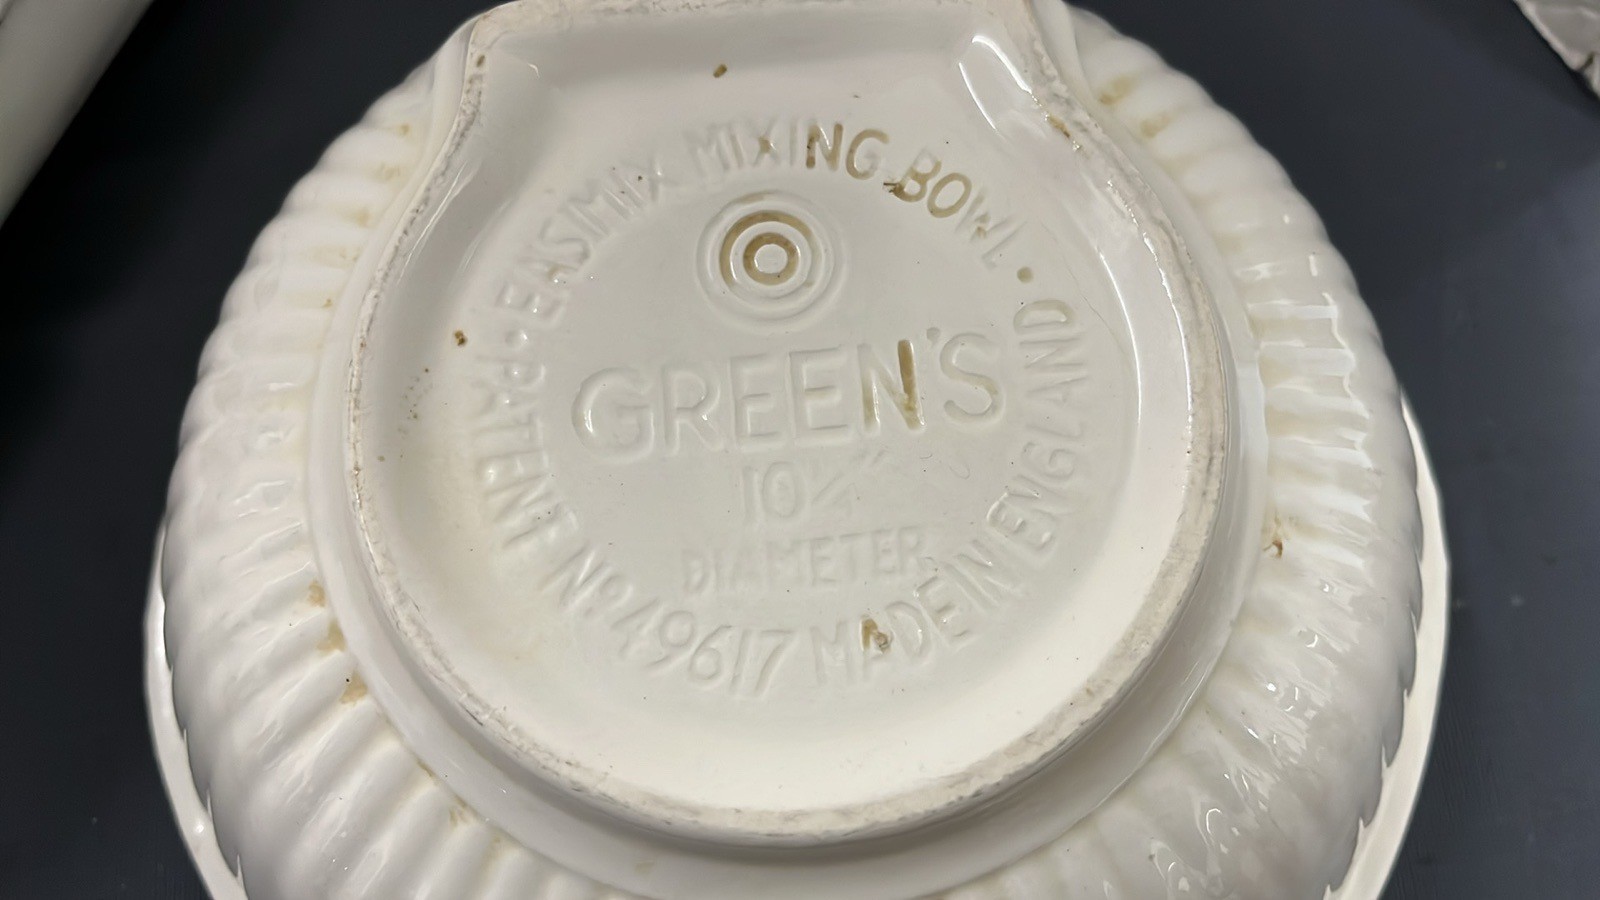 • EASIMIX MIXING BOWL •
GREEN'S
10¼"
DIAMETER
PATENT Nº 49617 MADE IN ENGLAND